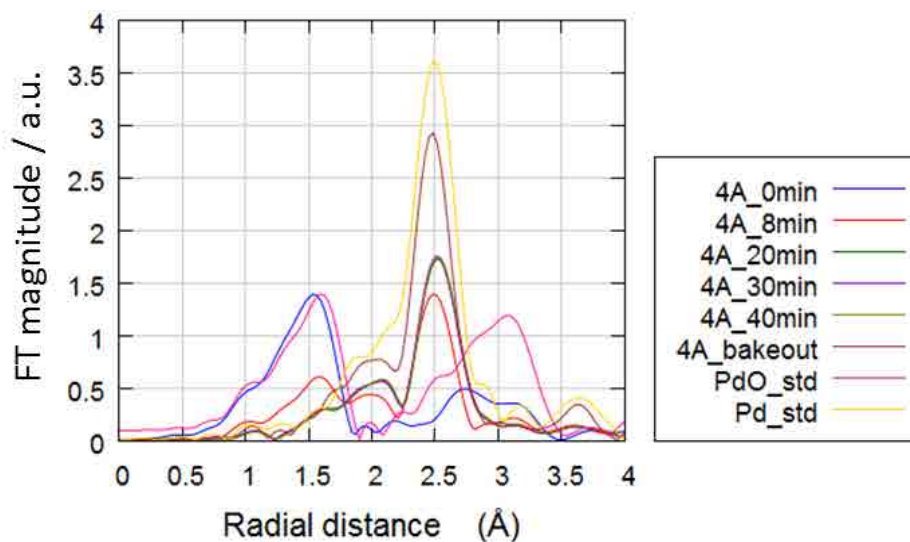 FT magnitude / a.u.
4
3.5
3
2.5
2
1.5
1
0.5
0
0 0.5 1 1.5 2 2.5 3 3.5 4
Radial distance (Å)
4A_0min
4A_8min
4A_20min
4A_30min
4A_40min
4A_bakeout
PdO_std
Pd_std